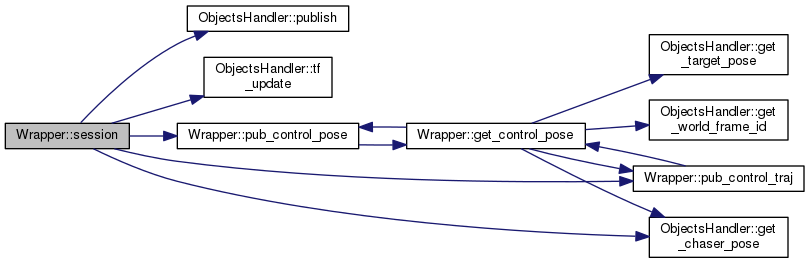 ObjectsHandler::publish
ObjectsHandler::tf
_update
Wrapper::session
Wrapper::pub_control_pose
Wrapper::get_control_pose
ObjectsHandler::get
_target_pose
ObjectsHandler::get
_world_frame_id
Wrapper::pub_control_traj
ObjectsHandler::get
_chaser_pose